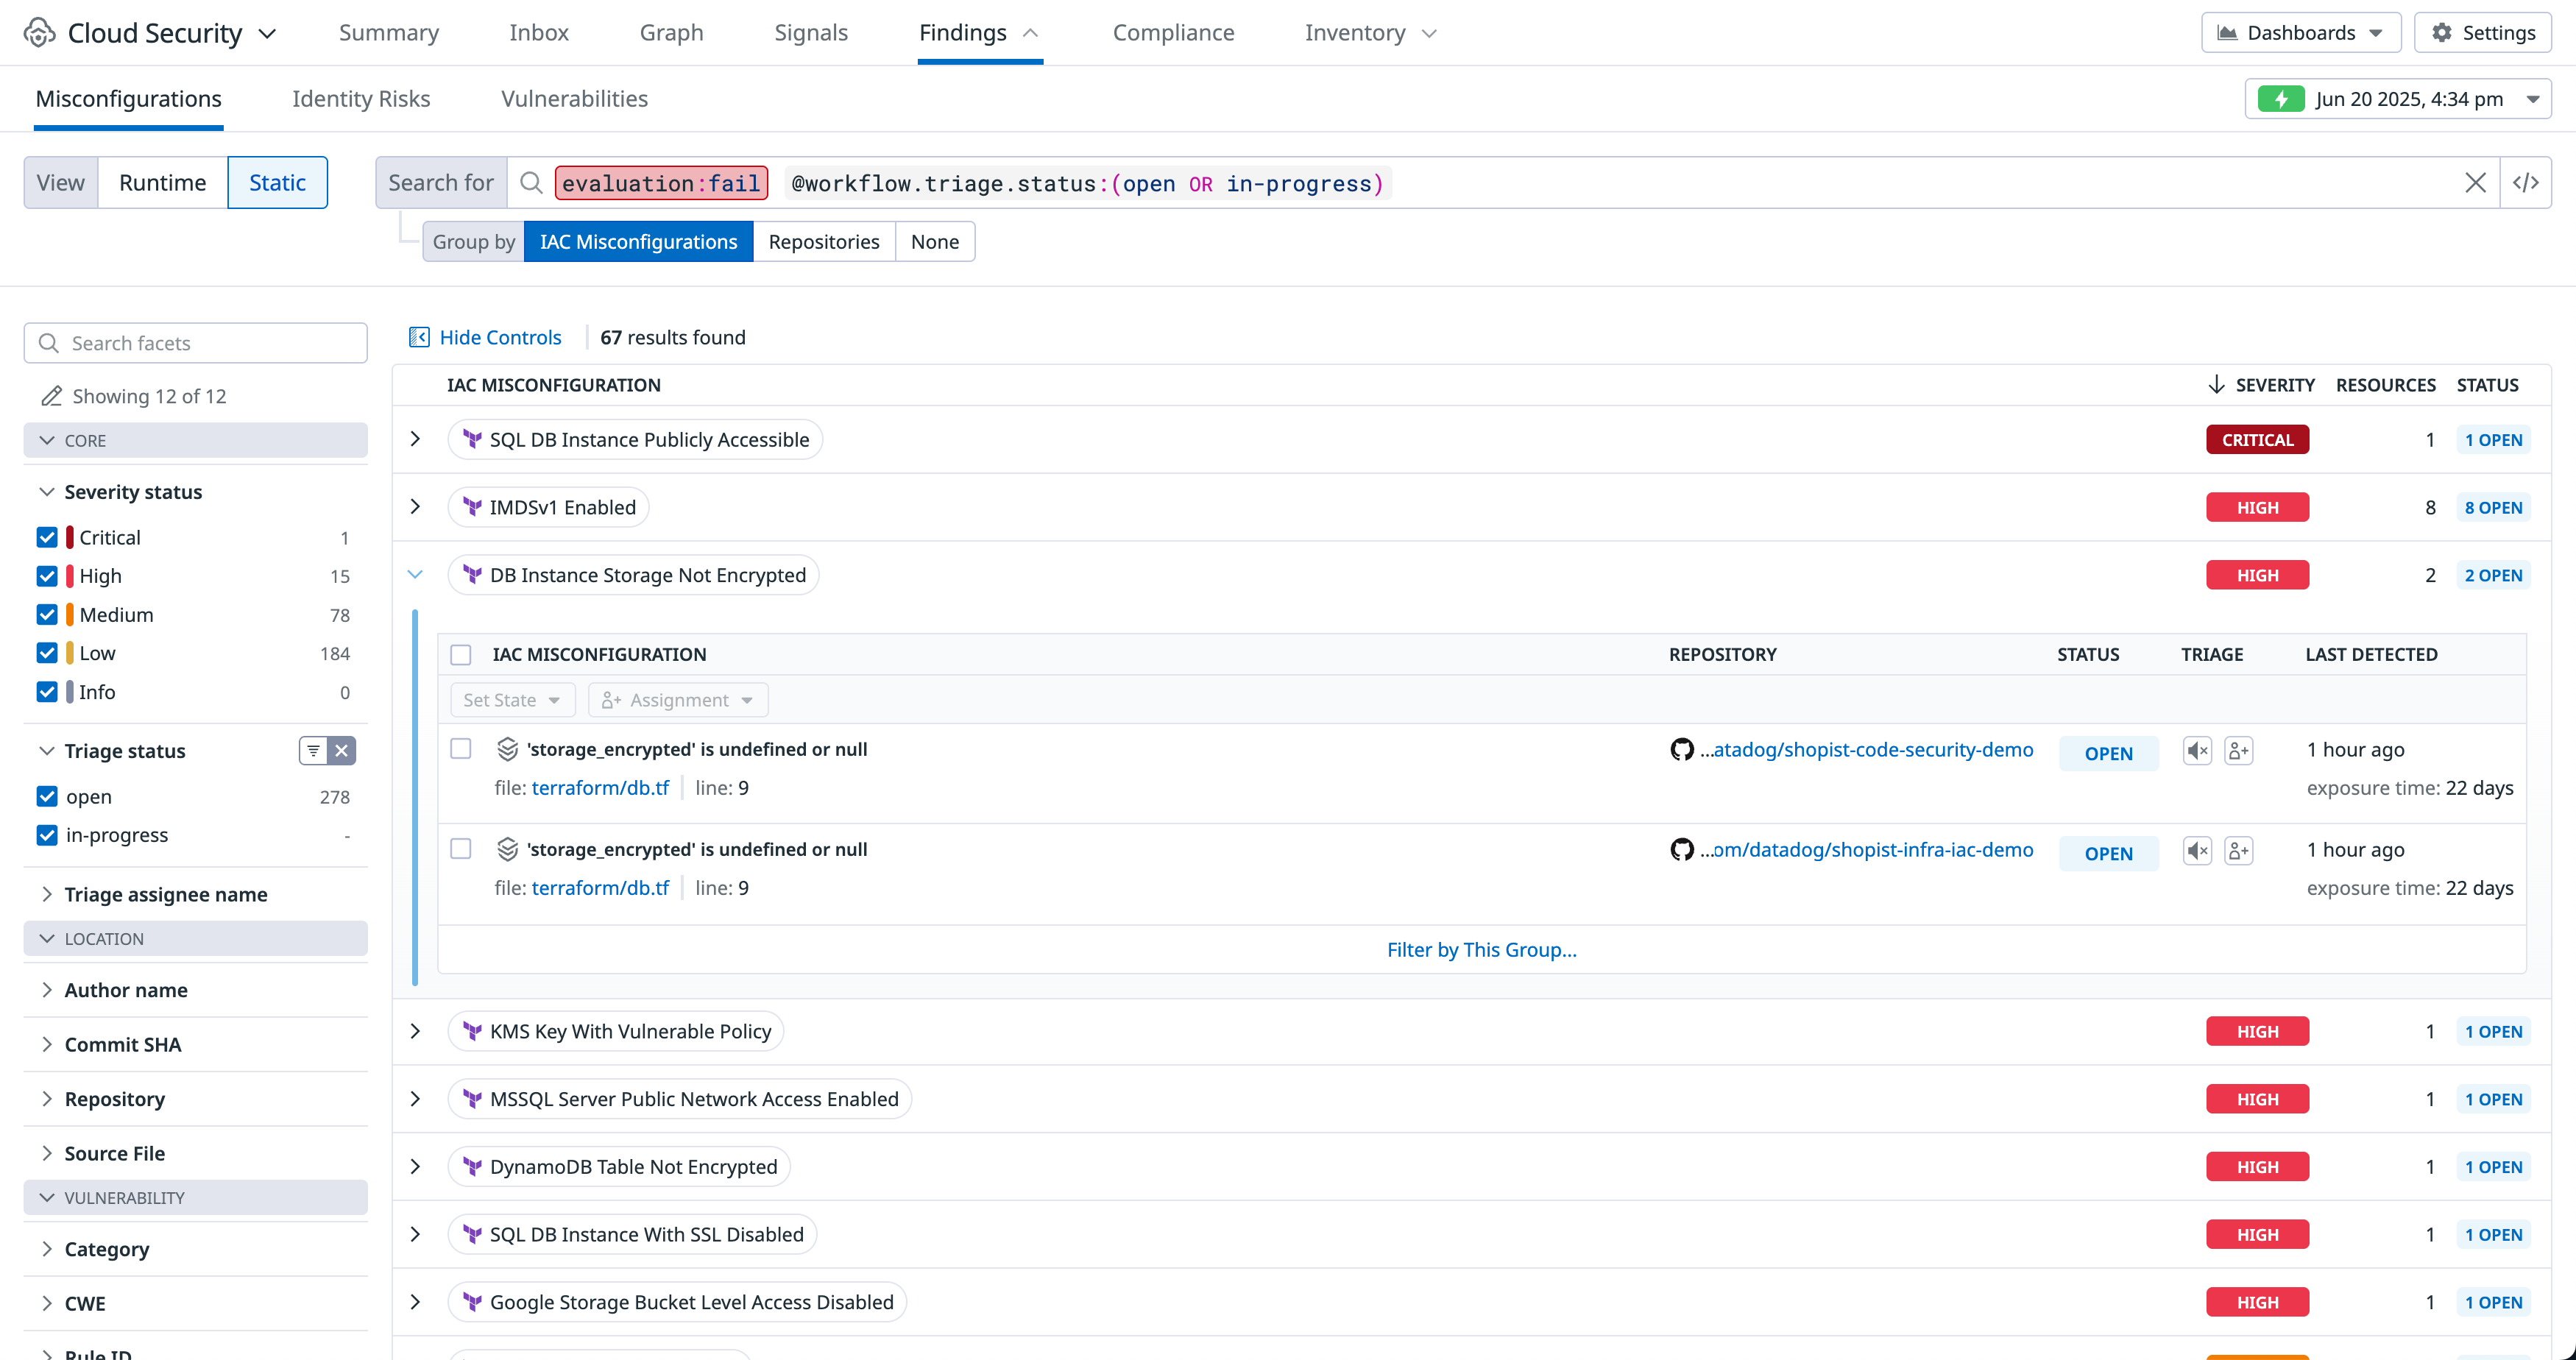 Cloud Security
Summary
Inbox
Graph
Signals
Findings
Compliance
Inventory
Dashboards
Settings
Misconfigurations
Identity Risks
Vulnerabilities
Jun 20 2025, 4:34 pm
View
Runtime
Static
Search for
evaluation:fail @workflow.triage.status:(open OR in-progress)
</>
Group by
IAC Misconfigurations
Repositories
None
Search facets
Showing 12 of 12
CORE
Severity status
Critical 1
High 15
Medium 78
Low 184
Info 0
Triage status
open 278
in-progress -
Triage assignee name
LOCATION
Author name
Commit SHA
Repository
Source File
VULNERABILITY
Category
CWE
Rule ID
Hide Controls
67 results found
IAC MISCONFIGURATION SEVERITY RESOURCES STATUS
SQL DB Instance Publicly Accessible CRITICAL 1 1 OPEN
IMDSv1 Enabled HIGH 8 8 OPEN
DB Instance Storage Not Encrypted HIGH 2 2 OPEN
IAC MISCONFIGURATION REPOSITORY STATUS TRIAGE LAST DETECTED
Set State Assignment
'storage_encrypted' is undefined or null ...atadog/shopist-code-security-demo OPEN 1 hour ago
file: terraform/db.tf line: 9 exposure time: 22 days
'storage_encrypted' is undefined or null ...om/datadog/shopist-infra-iac-demo OPEN 1 hour ago
file: terraform/db.tf line: 9 exposure time: 22 days
Filter by This Group...
KMS Key With Vulnerable Policy HIGH 1 1 OPEN
MSSQL Server Public Network Access Enabled HIGH 1 1 OPEN
DynamoDB Table Not Encrypted HIGH 1 1 OPEN
SQL DB Instance With SSL Disabled HIGH 1 1 OPEN
Google Storage Bucket Level Access Disabled HIGH 1 1 OPEN